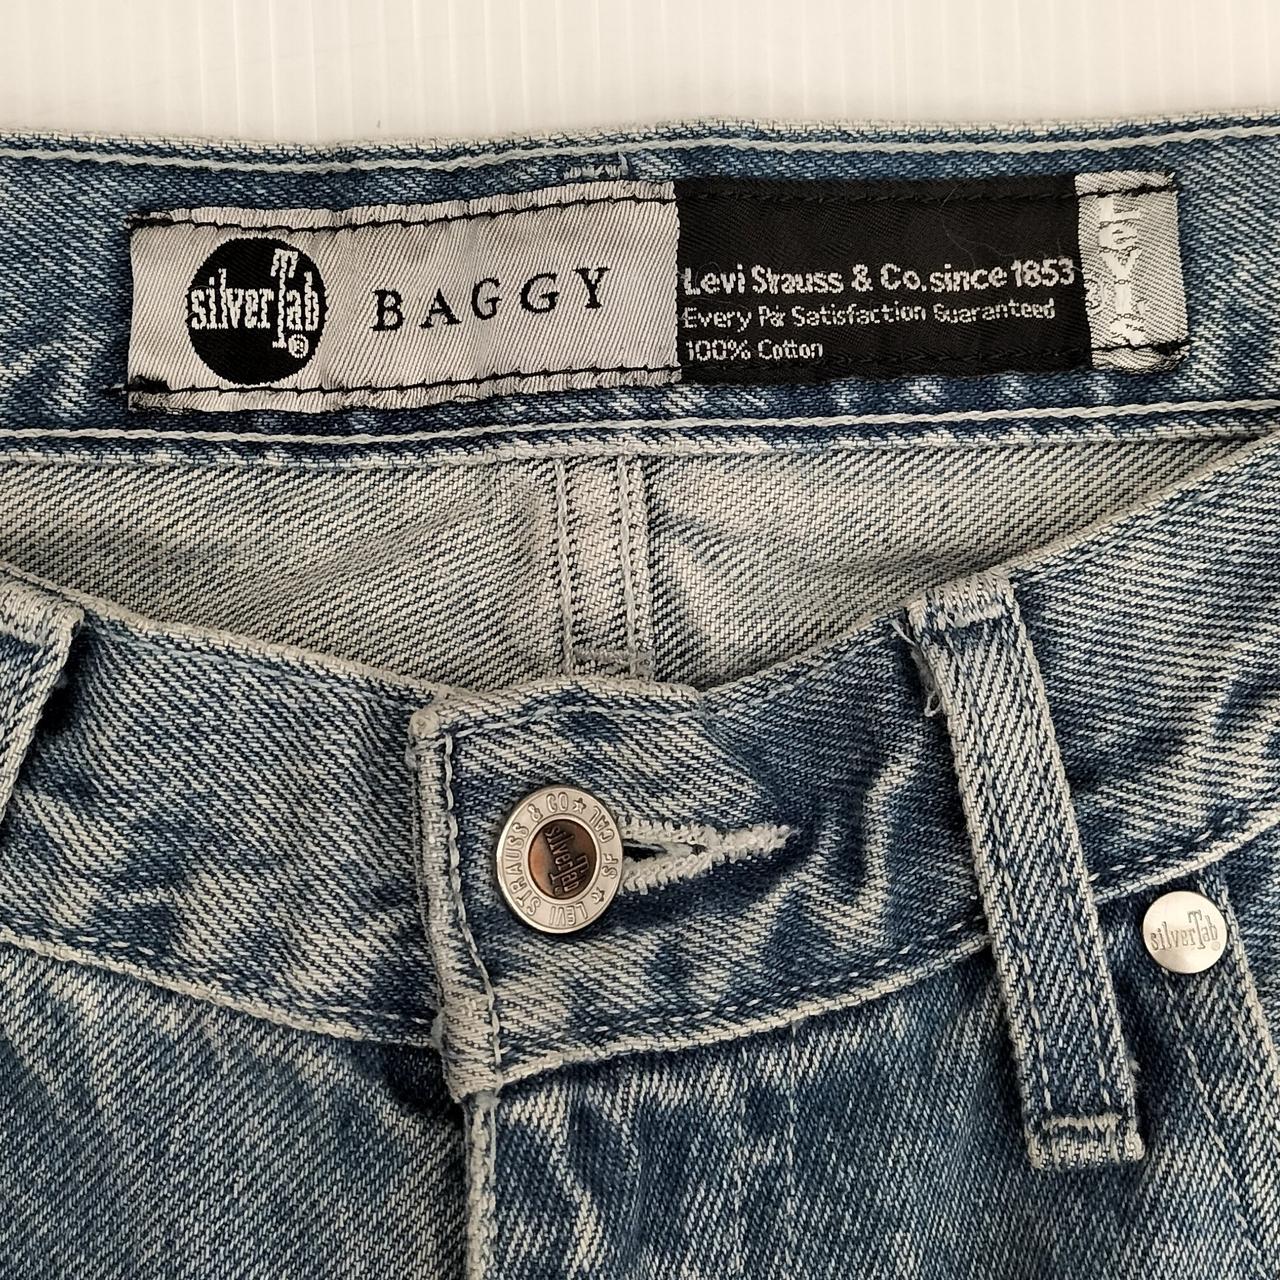 silverTab®
BAGGY
Levi Strauss & Co. since 1853
Every Pair Satisfaction Guaranteed
100% Cotton
LEVI'S
LEVI STRAUSS & CO ★ SF CAL ★
silverTab
silverTab®